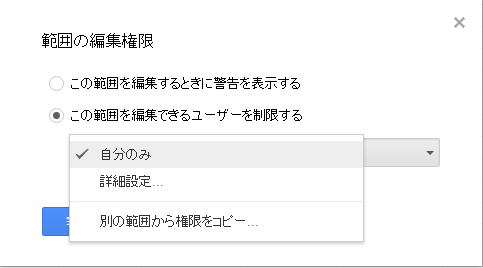 範囲の編集権限
×
この範囲を編集するときに警告を表示する
この範囲を編集できるユーザーを制限する
自分のみ
詳細設定...
別の範囲から権限をコピー...